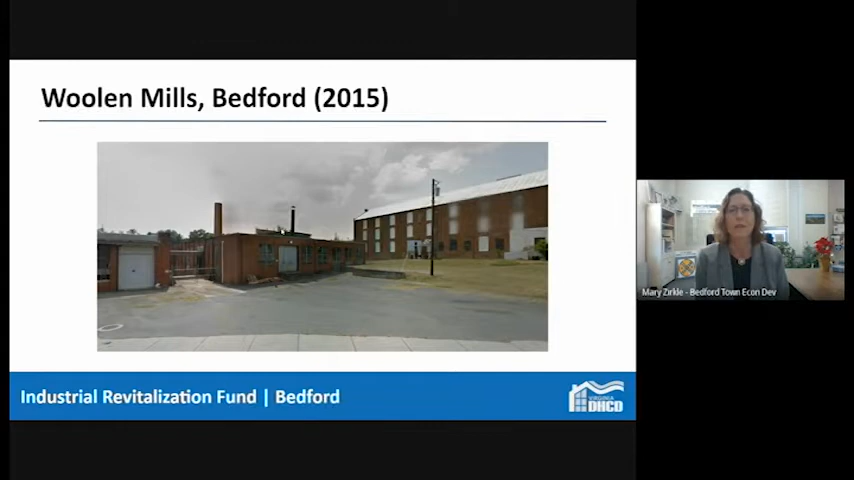 Woolen Mills, Bedford (2015)
Mary Zirkle - Bedford Town Econ Dev
Industrial Revitalization Fund | Bedford
VIRGINIA
DHCD